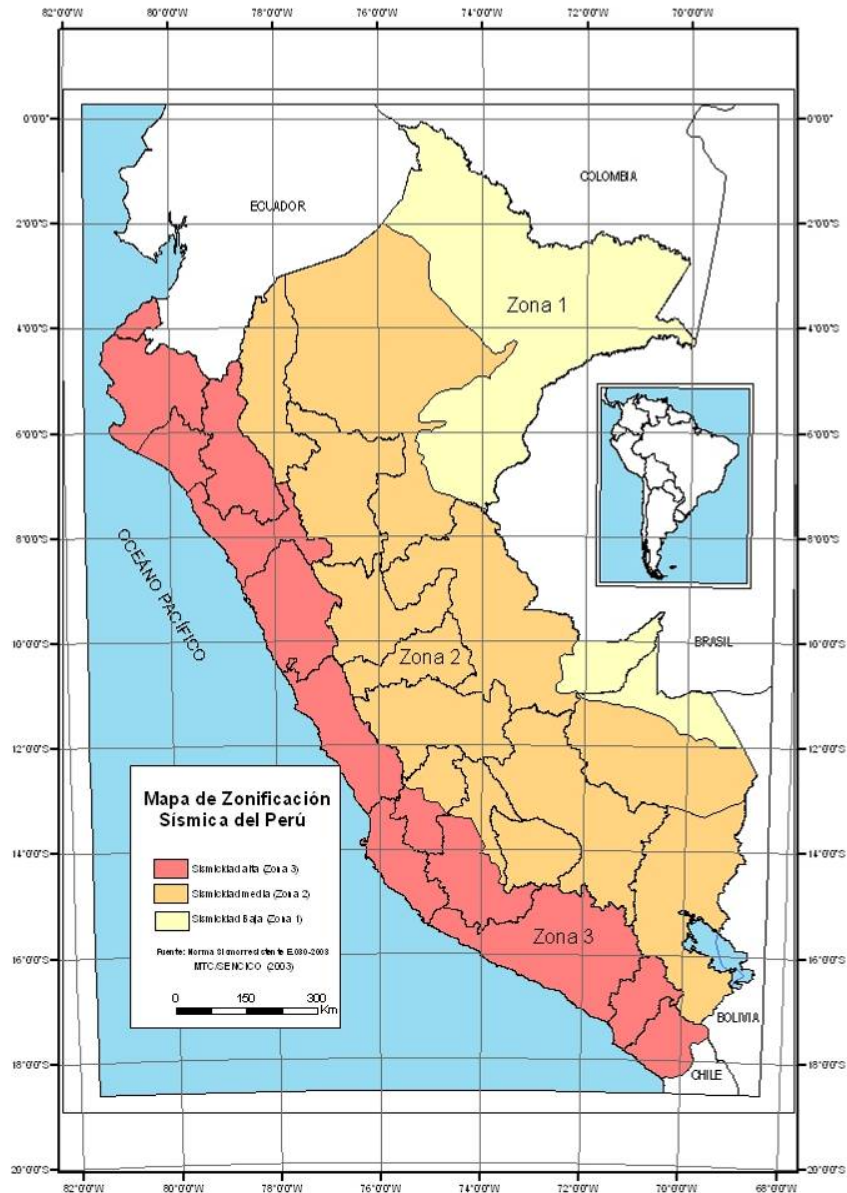 82°0'0"W
80°0'0"W
78°0'0"W
76°0'0"W
74°0'0"W
72°0'0"W
70°0'0"W
0°0'0"
0°0'0"
COLOMBIA
ECUADOR
2°0'0"S
2°0'0"S
Zona 1
4°0'0"S
4°0'0"S
6°0'0"S
6°0'0"S
8°0'0"S
8°0'0"S
OCEÁNO PACÍFICO
10°0'0"S
10°0'0"S
BRASIL
Zona 2
12°0'0"S
12°0'0"S
Mapa de Zonificación
Sísmica del Perú
14°0'0"S
14°0'0"S
Sismicidad alta (Zona 3)
Sismicidad media (Zona 2)
Sismicidad Baja (Zona 1)
Zona 3
Fuente: Norma Sismorresistente E.030-2003
MTC/SENCICO (2003)
16°0'0"S
16°0'0"S
0 150 300
Km
BOLIVIA
18°0'0"S
18°0'0"S
CHILE
20°0'0"S
20°0'0"S
82°0'0"W
80°0'0"W
78°0'0"W
76°0'0"W
74°0'0"W
72°0'0"W
70°0'0"W
68°0'0"W